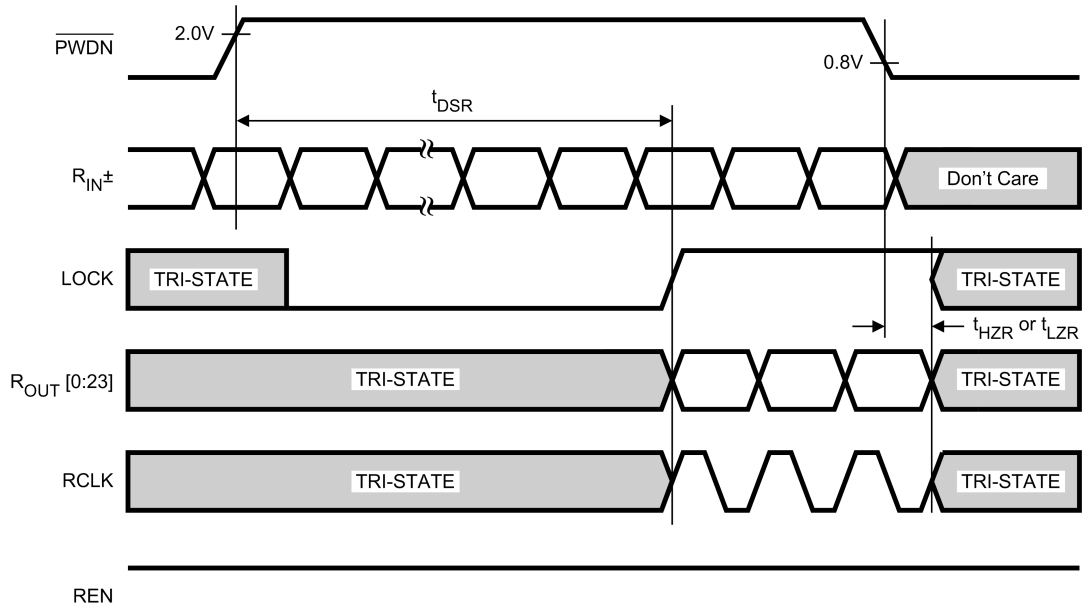 PWDN
2.0V
0.8V
tDSR
RIN±
Don't Care
LOCK
TRI-STATE
TRI-STATE
tHZR or tLZR
ROUT [0:23]
TRI-STATE
TRI-STATE
RCLK
TRI-STATE
TRI-STATE
REN